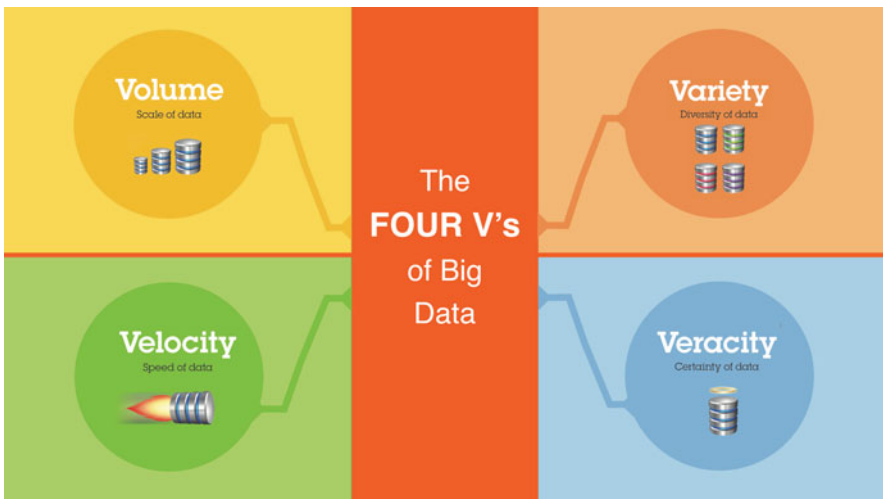 Volume
Scale of data
Variety
Diversity of data
The
FOUR V's
of Big
Data
Velocity
Speed of data
Veracity
Certainty of data